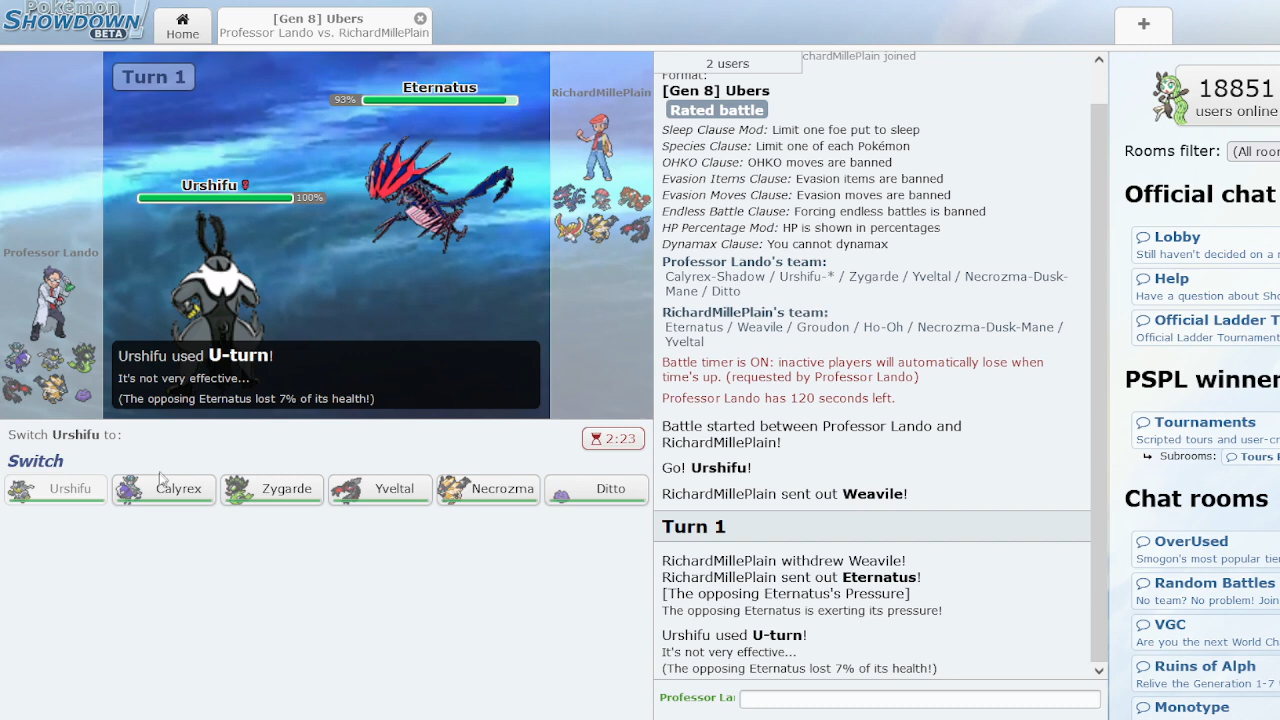 Pokémon
SHOWDOWN
BETA
Home
[Gen 8] Ubers
Professor Lando vs. RichardMillePlain
+
Turn 1
Eternatus
93%
Urshifu
100%
Professor Lando
RichardMillePlain
Urshifu used U-turn!
It's not very effective...
(The opposing Eternatus lost 7% of its health!)
Switch Urshifu to:
2:23
Switch
Urshifu
Calyrex
Zygarde
Yveltal
Necrozma
Ditto
2 users
ichardMillePlain joined
Format:
[Gen 8] Ubers
Rated battle
Sleep Clause Mod: Limit one foe put to sleep
Species Clause: Limit one of each Pokémon
OHKO Clause: OHKO moves are banned
Evasion Items Clause: Evasion items are banned
Evasion Moves Clause: Evasion moves are banned
Endless Battle Clause: Forcing endless battles is banned
HP Percentage Mod: HP is shown in percentages
Dynamax Clause: You cannot dynamax
Professor Lando's team:
Calyrex-Shadow / Urshifu-* / Zygarde / Yveltal / Necrozma-Dusk-
Mane / Ditto
RichardMillePlain's team:
Eternatus / Weavile / Groudon / Ho-Oh / Necrozma-Dusk-Mane /
Yveltal
Battle timer is ON: inactive players will automatically lose when
time's up. (requested by Professor Lando)
Professor Lando has 120 seconds left.
Battle started between Professor Lando and
RichardMillePlain!
Go! Urshifu!
RichardMillePlain sent out Weavile!
Turn 1
RichardMillePlain withdrew Weavile!
RichardMillePlain sent out Eternatus!
[The opposing Eternatus's Pressure]
The opposing Eternatus is exerting its pressure!
Urshifu used U-turn!
It's not very effective...
(The opposing Eternatus lost 7% of its health!)
Professor La
18851
users online
Rooms filter:
(All roon
Official chat
Lobby
Still haven't decided on a
Help
Have a question about Sho
Official Ladder T
Official Ladder Tournament
PSPL winner
Tournaments
Scripted tours and user-cr
Subrooms:
Tours
Chat rooms
OverUsed
Smogon's most popular tie
Random Battles
No team? No problem! Join
VGC
Are you the next World Ch
Ruins of Alph
Relive the Generation 1-7
Monotype